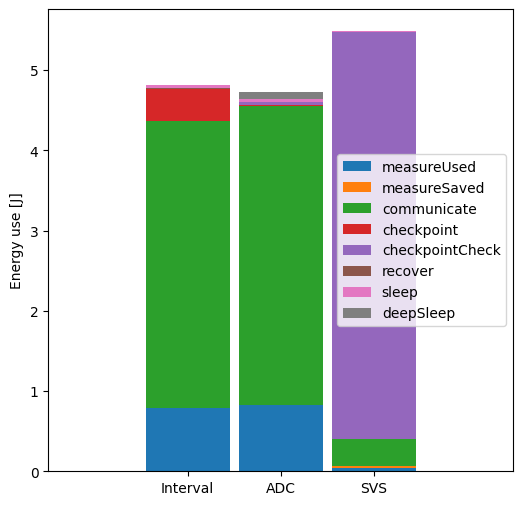 Energy use [J]
5
4
3
2
1
0
measureUsed
measureSaved
communicate
checkpoint
checkpointCheck
recover
sleep
deepSleep
Interval ADC SVS